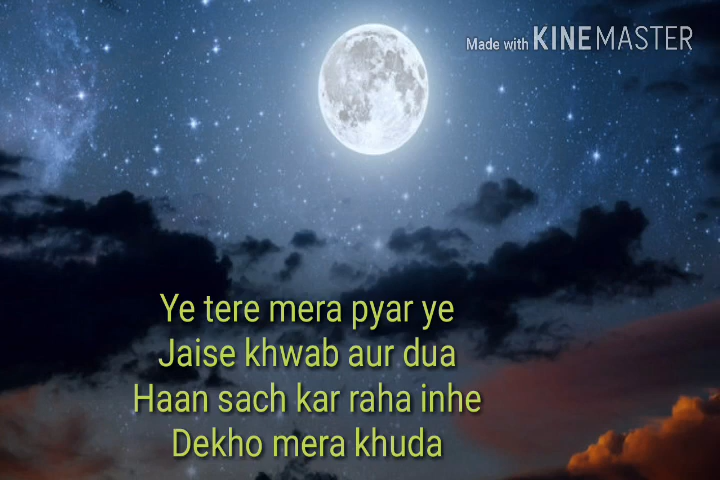 Made with KINEMASTER
Ye tere mera pyar ye
Jaise khwab aur dua
Haan sach kar raha inhe
Dekho mera khuda